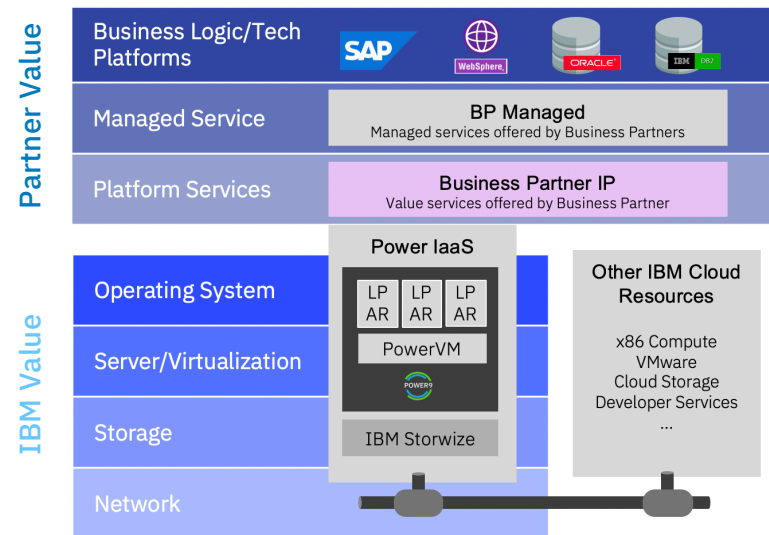 Partner Value
Business Logic/Tech
Platforms
SAP
WebSphere.
ORACLE
IBM DB2
Managed Service
BP Managed
Managed services offered by Business Partners
Platform Services
Business Partner IP
Value services offered by Business Partner
IBM Value
Power IaaS
Operating System
LP
AR
LP
AR
LP
AR
Server/Virtualization
PowerVM
POWER9
Storage
IBM Storwize
Network
Other IBM Cloud
Resources
x86 Compute
VMware
Cloud Storage
Developer Services
...